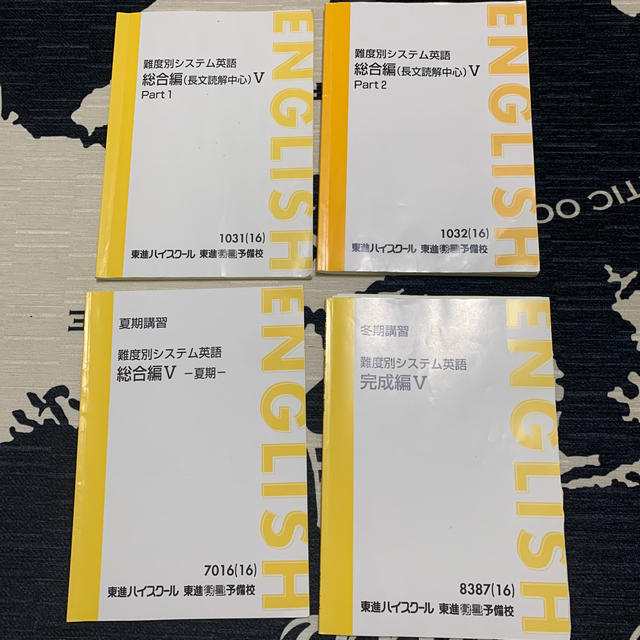 難度別システム英語
総合編(長文読解中心)Ⅴ
Part 1
ENGLISH
1031(16)
東進ハイスクール 東進衛星予備校
難度別システム英語
総合編(長文読解中心)Ⅴ
Part 2
ENGLISH
1032(16)
東進ハイスクール 東進衛星予備校
TIC OC
夏期講習
難度別システム英語
総合編Ⅴ －夏期－
ENGLISH
7016(16)
東進ハイスクール 東進衛星予備校
冬期講習
難度別システム英語
完成編Ⅴ
ENGLISH
8387(16)
東進ハイスクール 東進衛星予備校